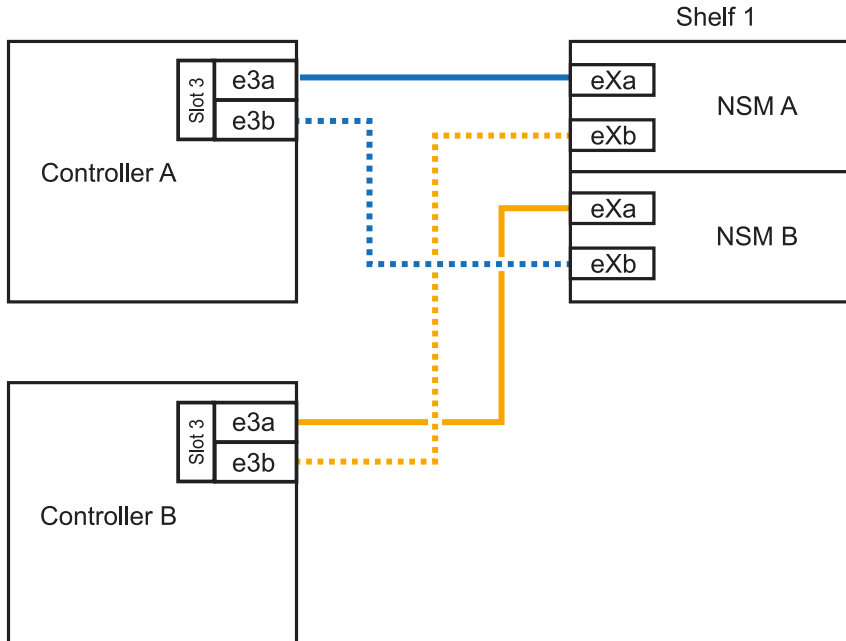 Shelf 1
Slot 3
e3a
e3b
Controller A
eXa
eXb
NSM A
eXa
eXb
NSM B
Slot 3
e3a
e3b
Controller B